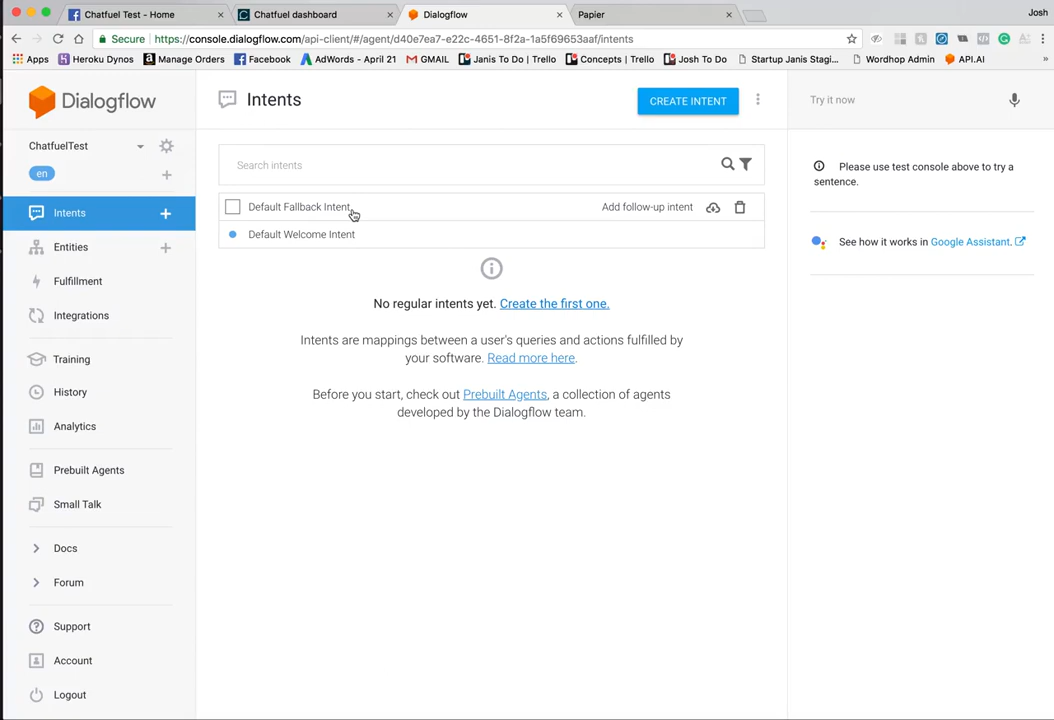 Chatfuel Test - Home
Chatfuel dashboard
Dialogflow
Papier
Josh
Secure
https://console.dialogflow.com/api-client/#/agent/d40e7ea7-e22c-4651-8f2a-1a5f69653aaf/intents
Apps
Heroku Dynos
Manage Orders
Facebook
AdWords - April 21
GMAIL
Janis To Do | Trello
Concepts | Trello
Josh To Do
Startup Janis Stagi...
Wordhop Admin
API.AI
»
Dialogflow
Intents
CREATE INTENT
Try it now
ChatfuelTest
en
Search intents
Please use test console above to try a
sentence.
Intents
Default Fallback Intent
Add follow-up intent
Default Welcome Intent
See how it works in Google Assistant.
Entities
Fulfillment
No regular intents yet. Create the first one.
Integrations
Intents are mappings between a user's queries and actions fulfilled
by your software. Read more here.
Training
History
Before you start, check out Prebuilt Agents, a collection of agents
developed by the Dialogflow team.
Analytics
Prebuilt Agents
Small Talk
Docs
Forum
Support
Account
Logout